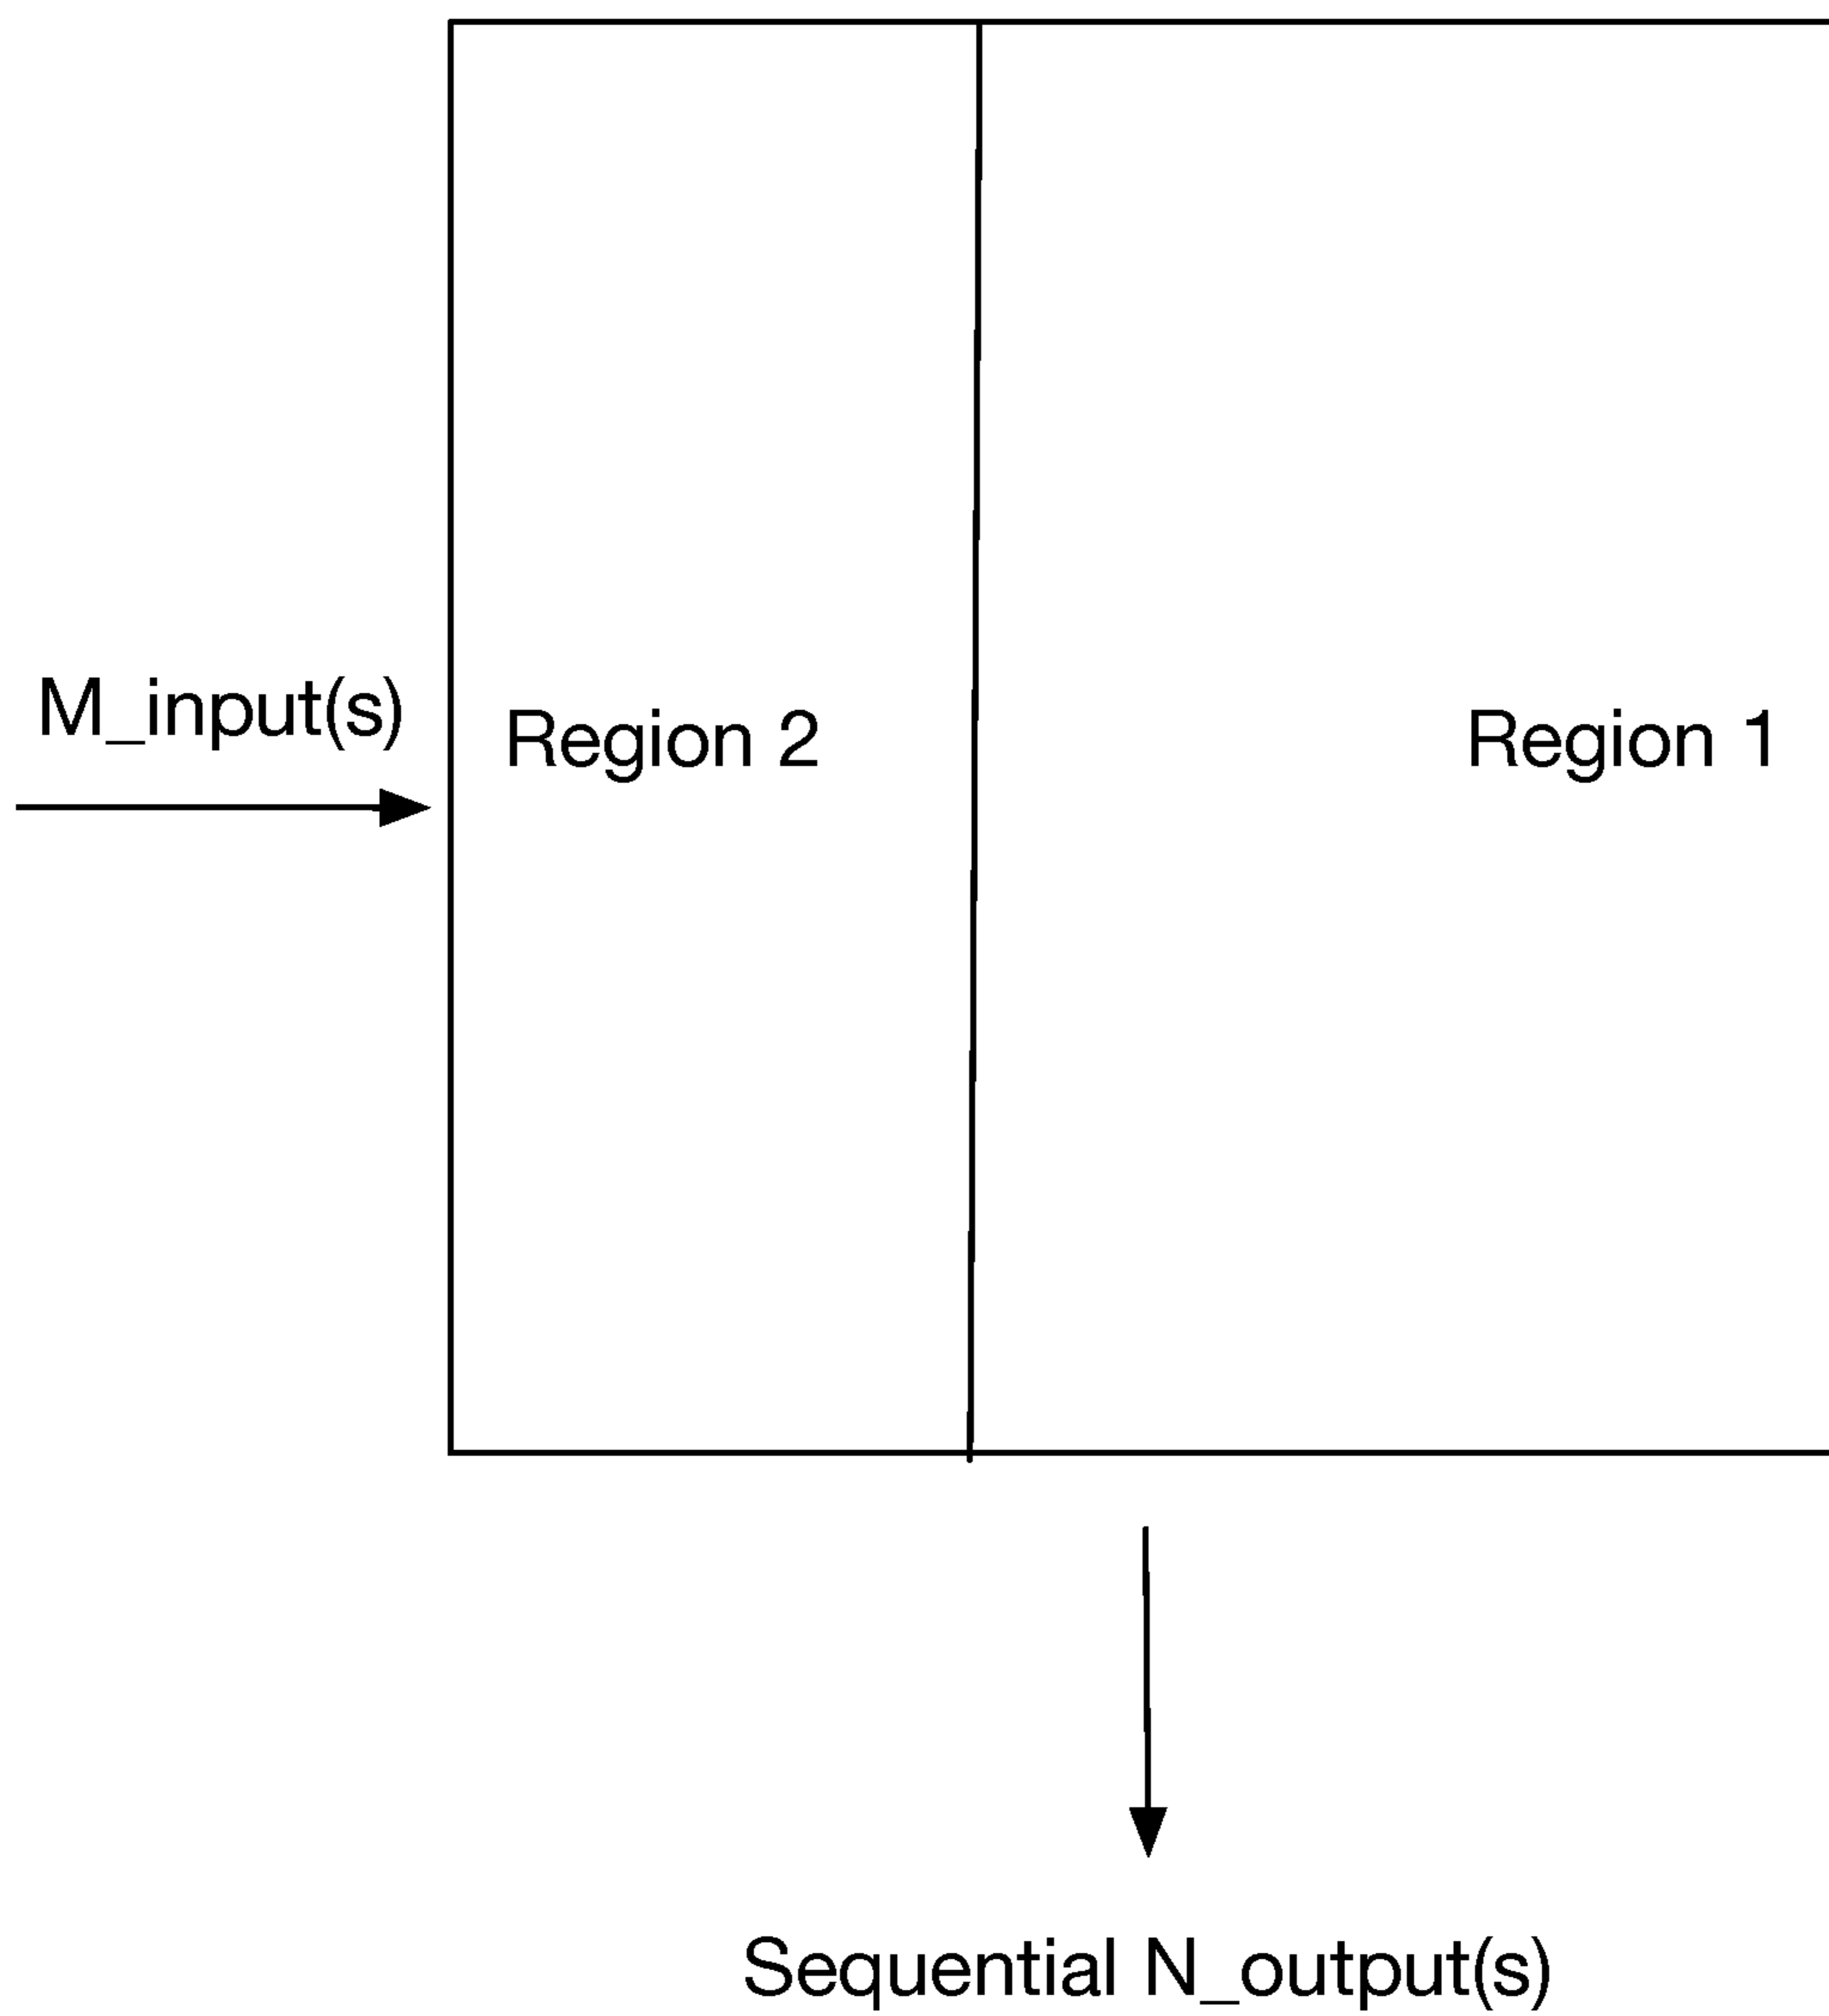 M_input(s)
Region 2
Region 1
Sequential N_output(s)